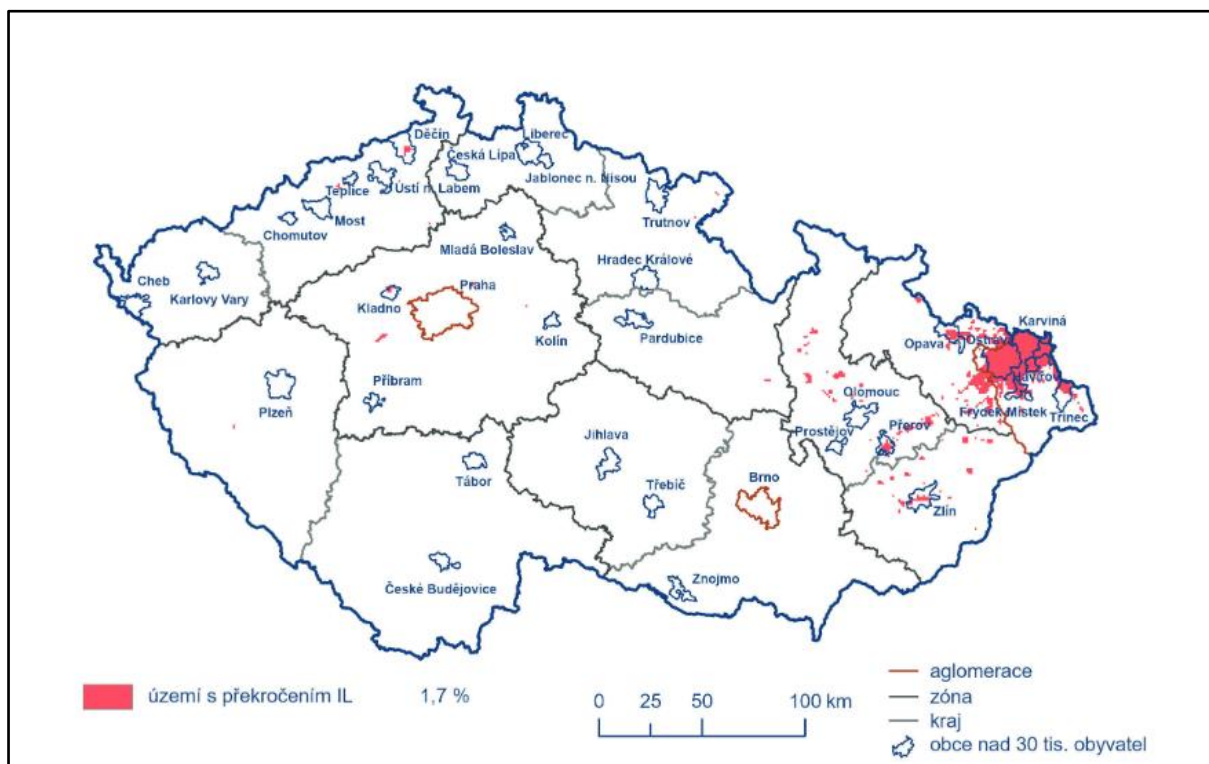 Děčín
Liberec
Česká Lípa
Jablonec n. Nisou
Teplice
Ústí n. Labem
Most
Chomutov
Trutnov
Mladá Boleslav
Hradec Králové
Cheb
Karlovy Vary
Praha
Kladno
Kolín
Pardubice
Karviná
Opava
Ostrava
Havířov
Příbram
Plzeň
Olomouc
Frýdek Místek
Třinec
Prostějov
Přerov
Jihlava
Tábor
Třebíč
Brno
Zlín
České Budějovice
Znojmo
území s překročením IL 1,7 %
0 25 50 100 km
aglomerace
zóna
kraj
obce nad 30 tis. obyvatel